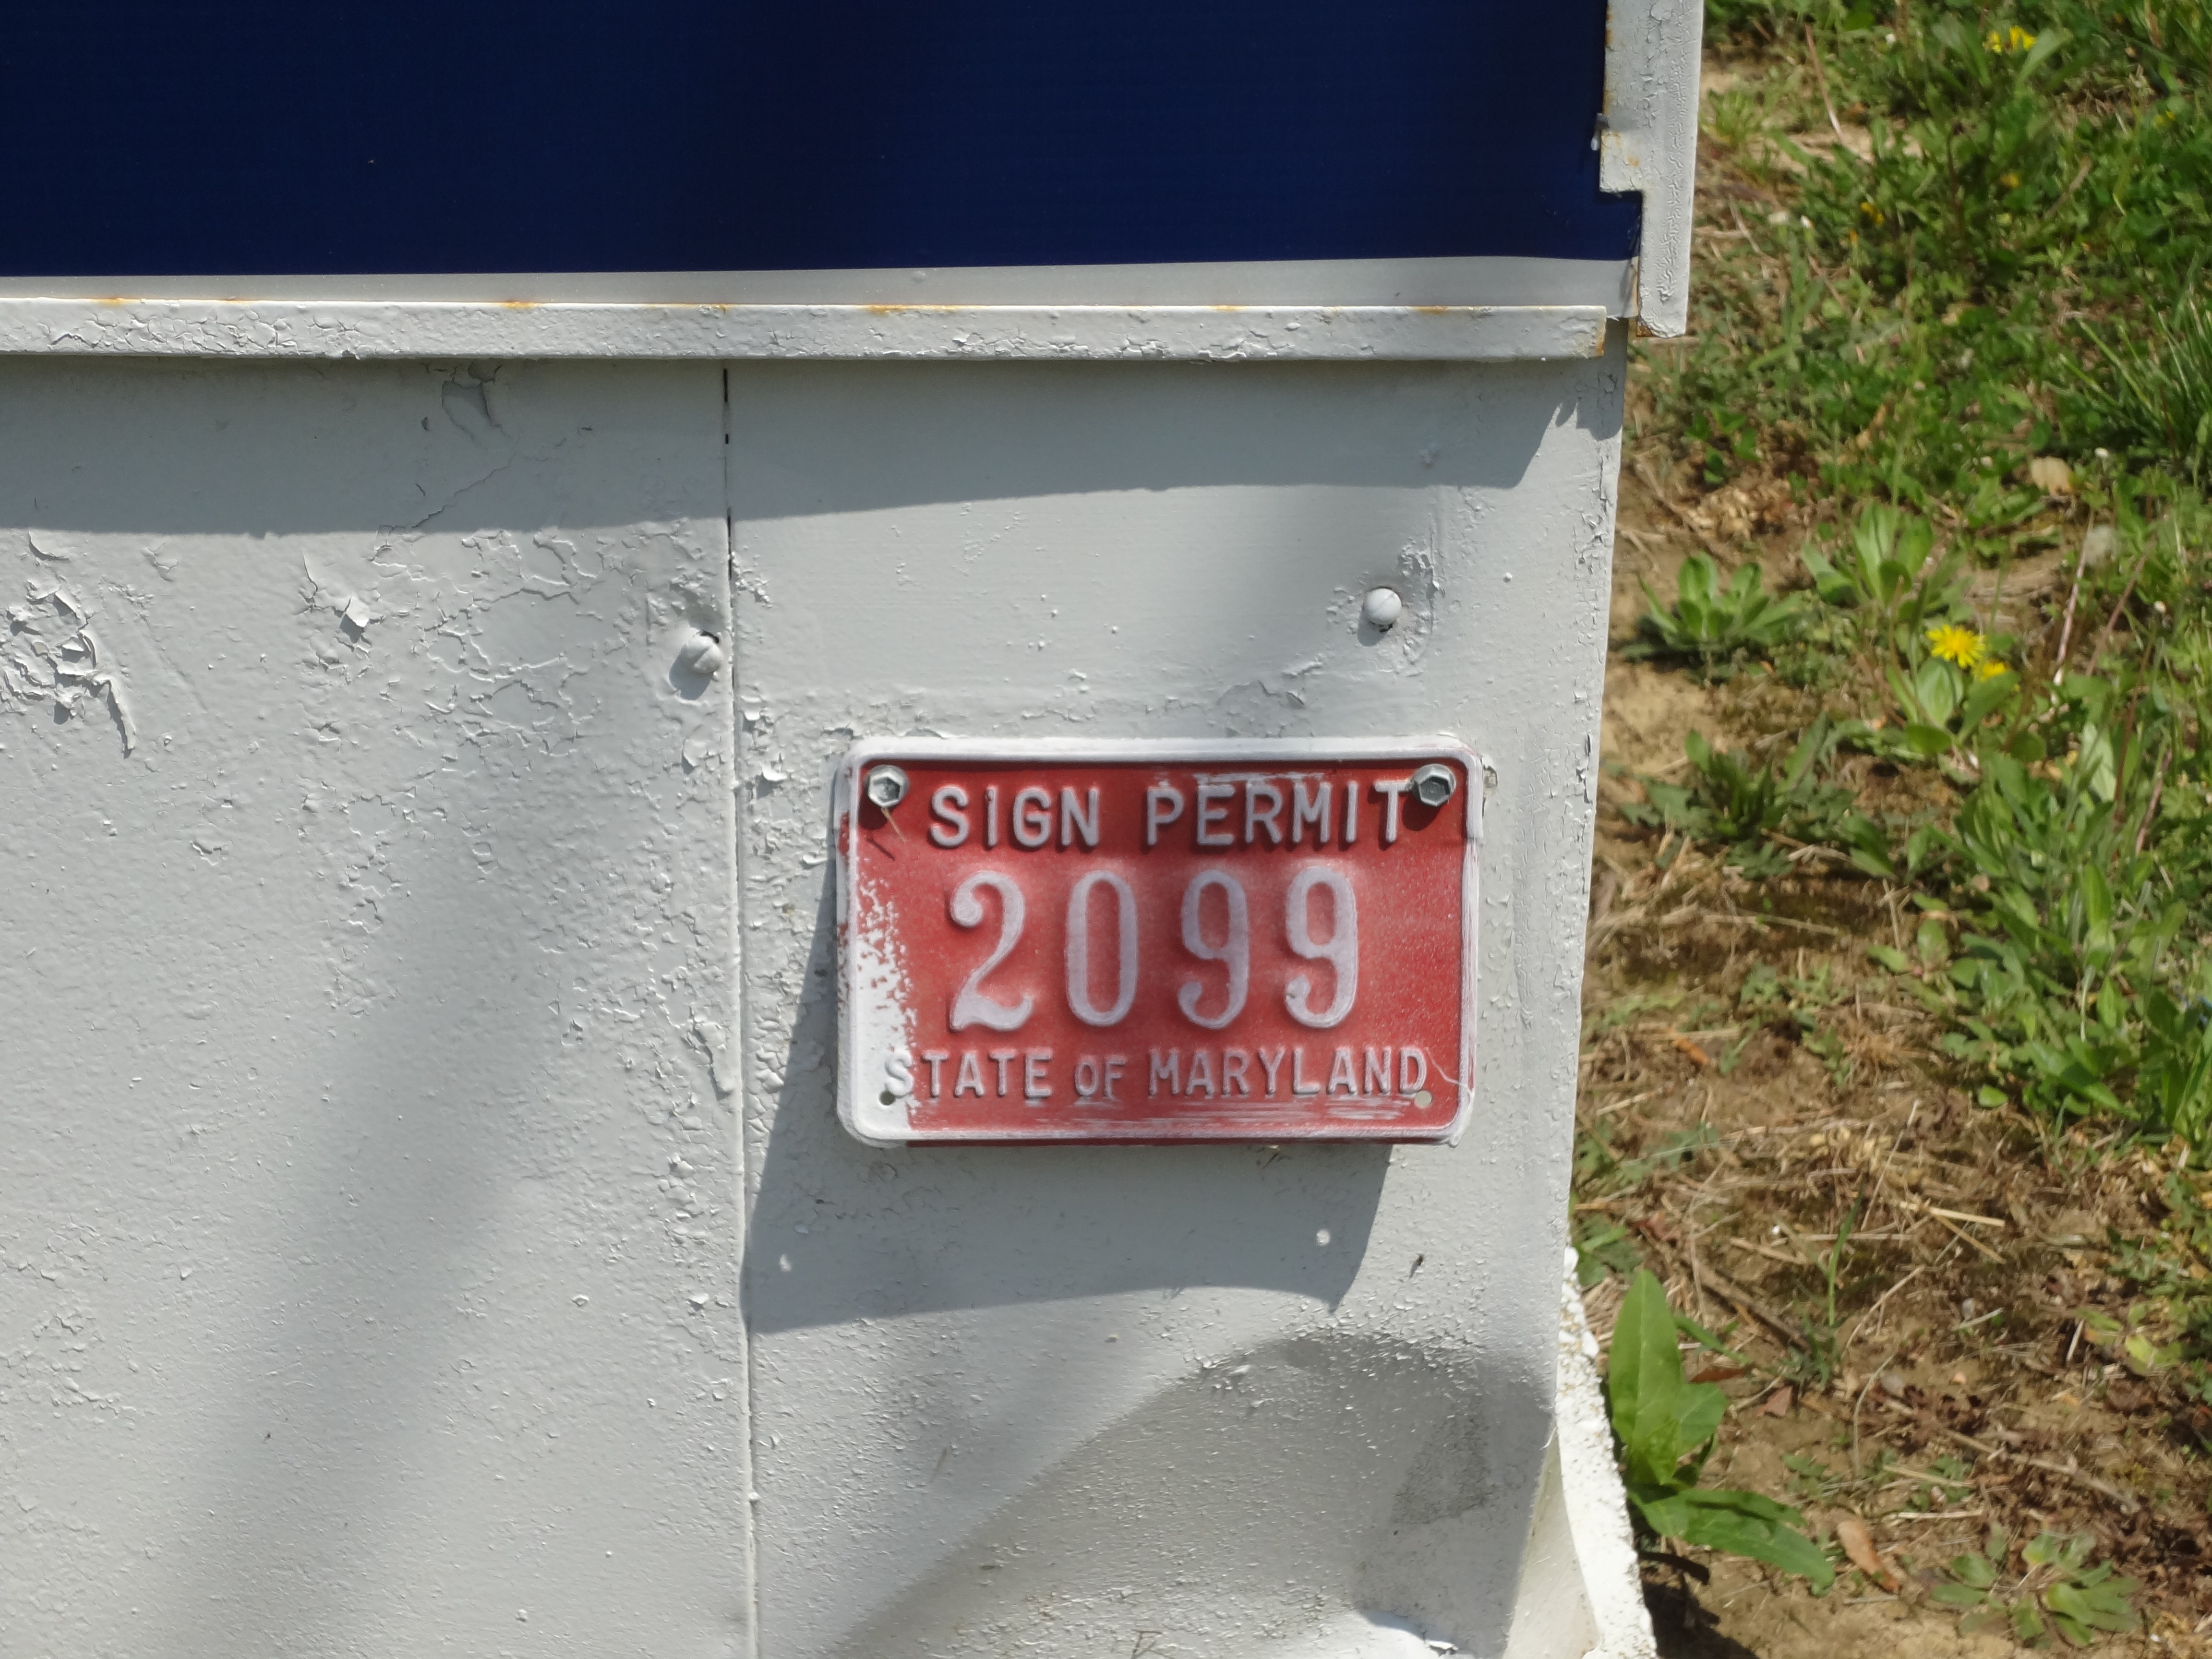 SIGN PERMIT
2099
STATE OF MARYLAND